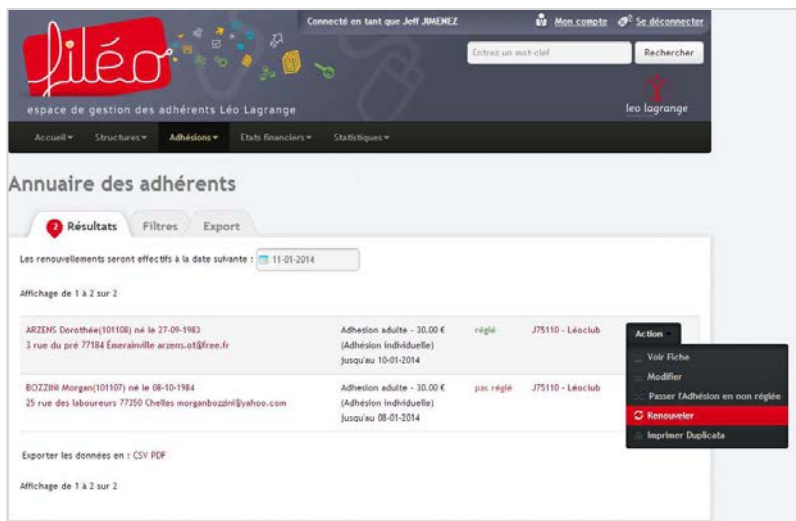 Connecté en tant que Jeff JIMENEZ
Mon compte
Se déconnecter
filéo
Entrez un mot-clef
Rechercher
espace de gestion des adhérents Léo Lagrange
leo lagrange
Accueil
Structures
Adhésions
Etats financiers
Statistiques
Annuaire des adhérents
2 Résultats
Filtres
Export
Les renouvellements seront effectifs à la date suivante : 11-01-2014
Affichage de 1 à 2 sur 2
ARZENS Dorothée(101108) né le 27-09-1983
3 rue du pré 77184 Émerainville arzens.ot@free.fr
Adhesion adulte - 30.00 €
(Adhésion individuelle)
jusqu'au 10-01-2014
réglé
J75110 - Léoclub
Action
Voir Fiche
Modifier
Passer l'Adhésion en non réglée
Renouveler
Imprimer Duplicata
BOZZINI Morgan(101107) né le 08-10-1984
25 rue des laboureurs 77350 Chelles morganbozzini@yahoo.com
Adhesion adulte - 30.00 €
(Adhésion individuelle)
jusqu'au 08-01-2014
pas réglé
J75110 - Léoclub
Exporter les données en : CSV PDF
Affichage de 1 à 2 sur 2